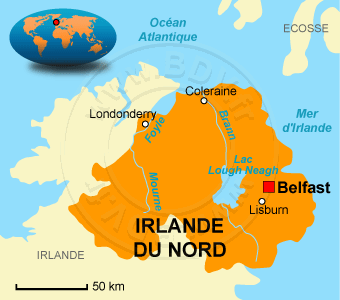 Océan
Atlantique
ECOSSE
Coleraine
Londonderry
Foyle
Brann
Mer
d'Irlande
Lac
Lough Neagh
Mourne
Belfast
Lisburn
IRLANDE
DU NORD
IRLANDE
50 km